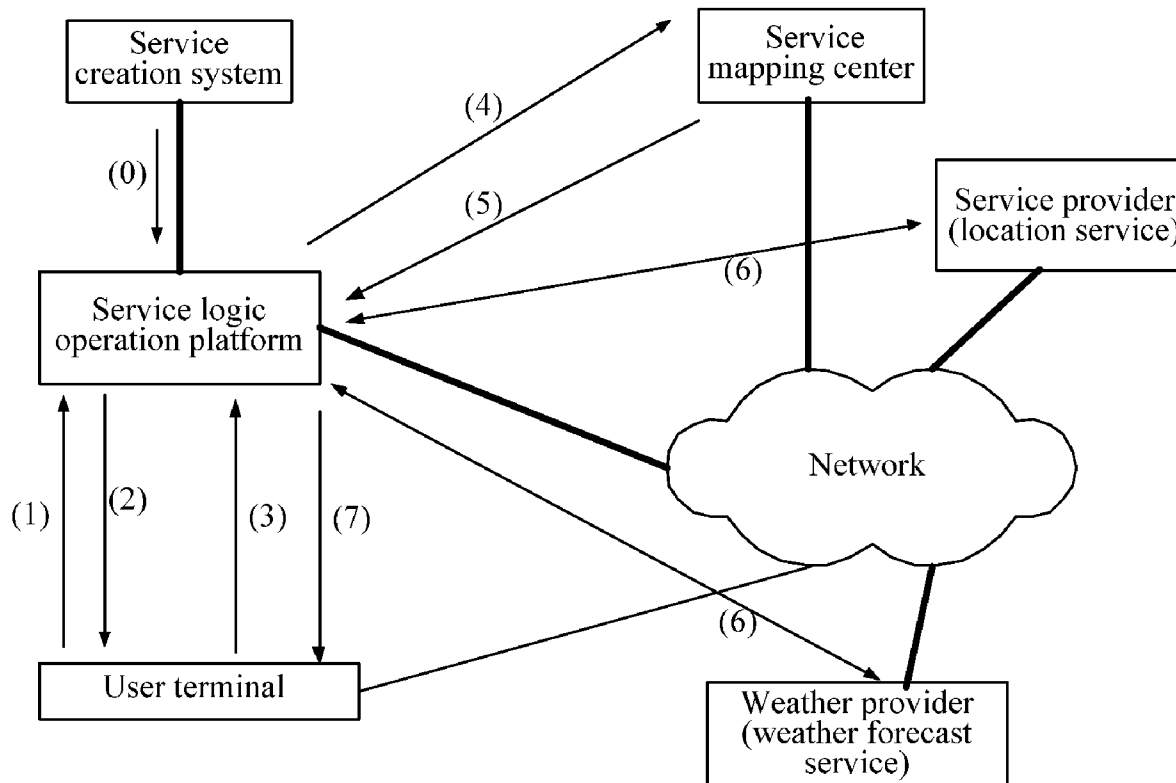 Service
creation system
Service
mapping center
(4)
(0)
(5)
Service provider
(location service)
(6)
Service logic
operation platform
Network
(1)
(2)
(3)
(7)
(6)
User terminal
Weather provider
(weather forecast
service)